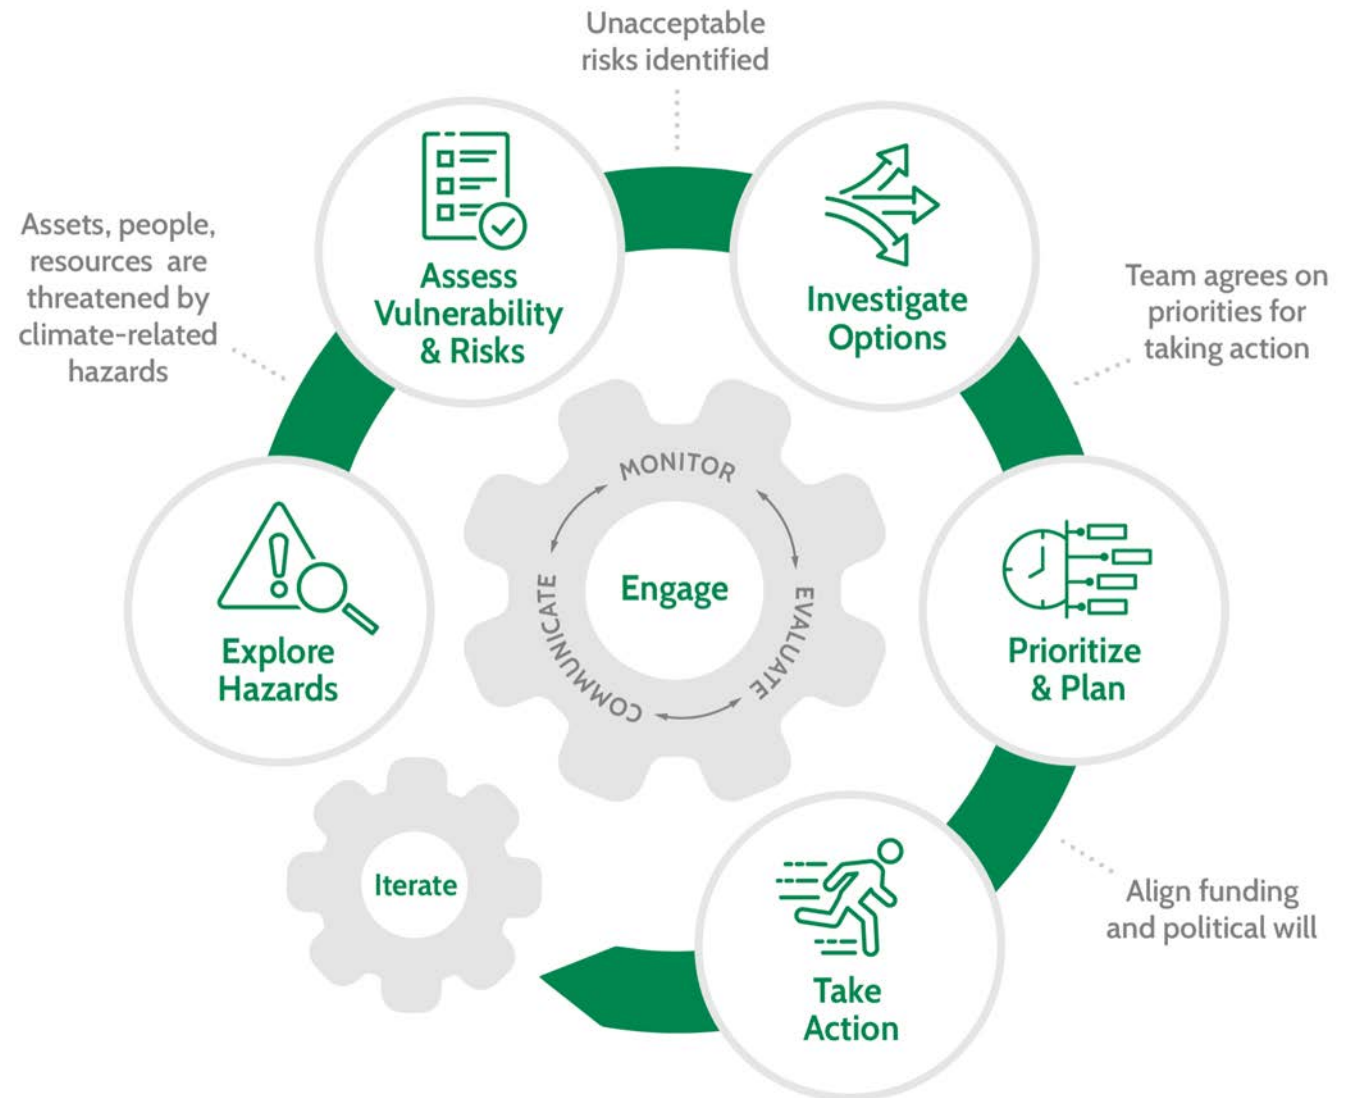 Unacceptable
risks identified
Assess
Vulnerability
& Risks
Investigate
Options
Assets, people,
resources are
threatened by
climate-related
hazards
Team agrees on
priorities for
taking action
MONITOR
EVALUATE
COMMUNICATE
Engage
Explore
Hazards
Prioritize
& Plan
Iterate
Take
Action
Align funding
and political will